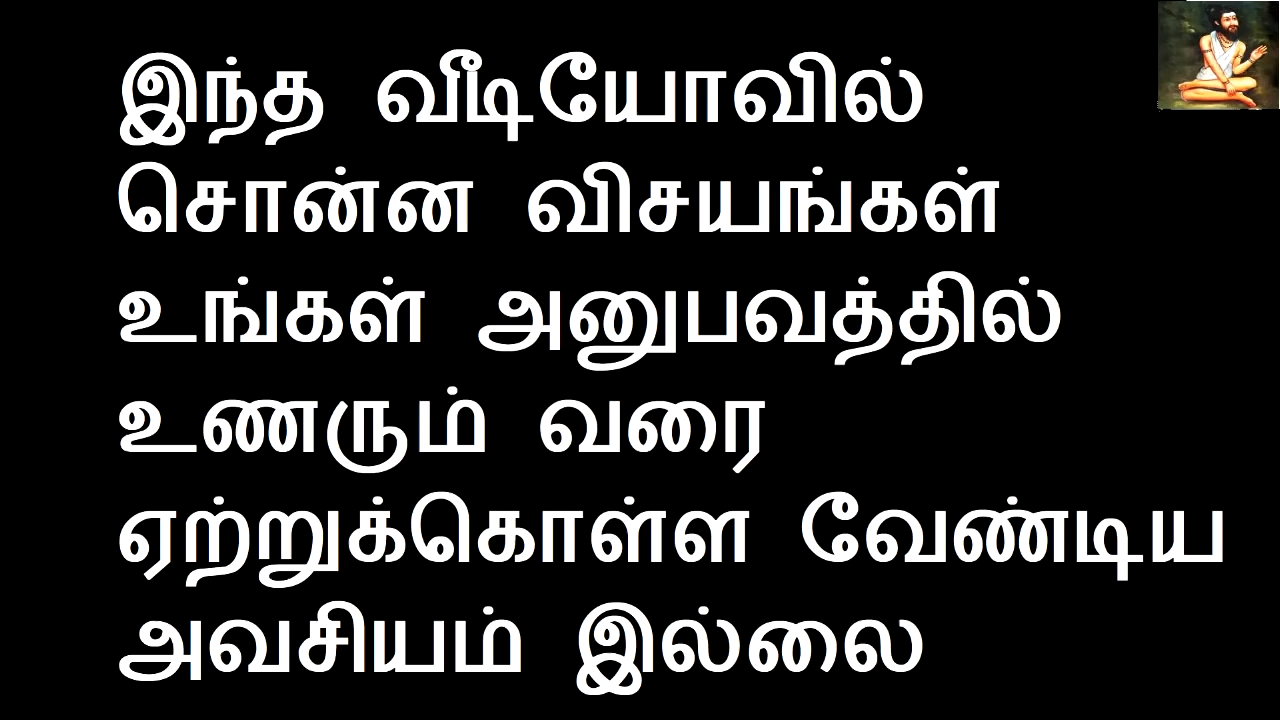 இந்த வீடியோவில்
சொன்ன விசயங்கள்
உங்கள் அனுபவத்தில்
உணரும் வரை
ஏற்றுக்கொள்ள வேண்டிய
அவசியம் இல்லை